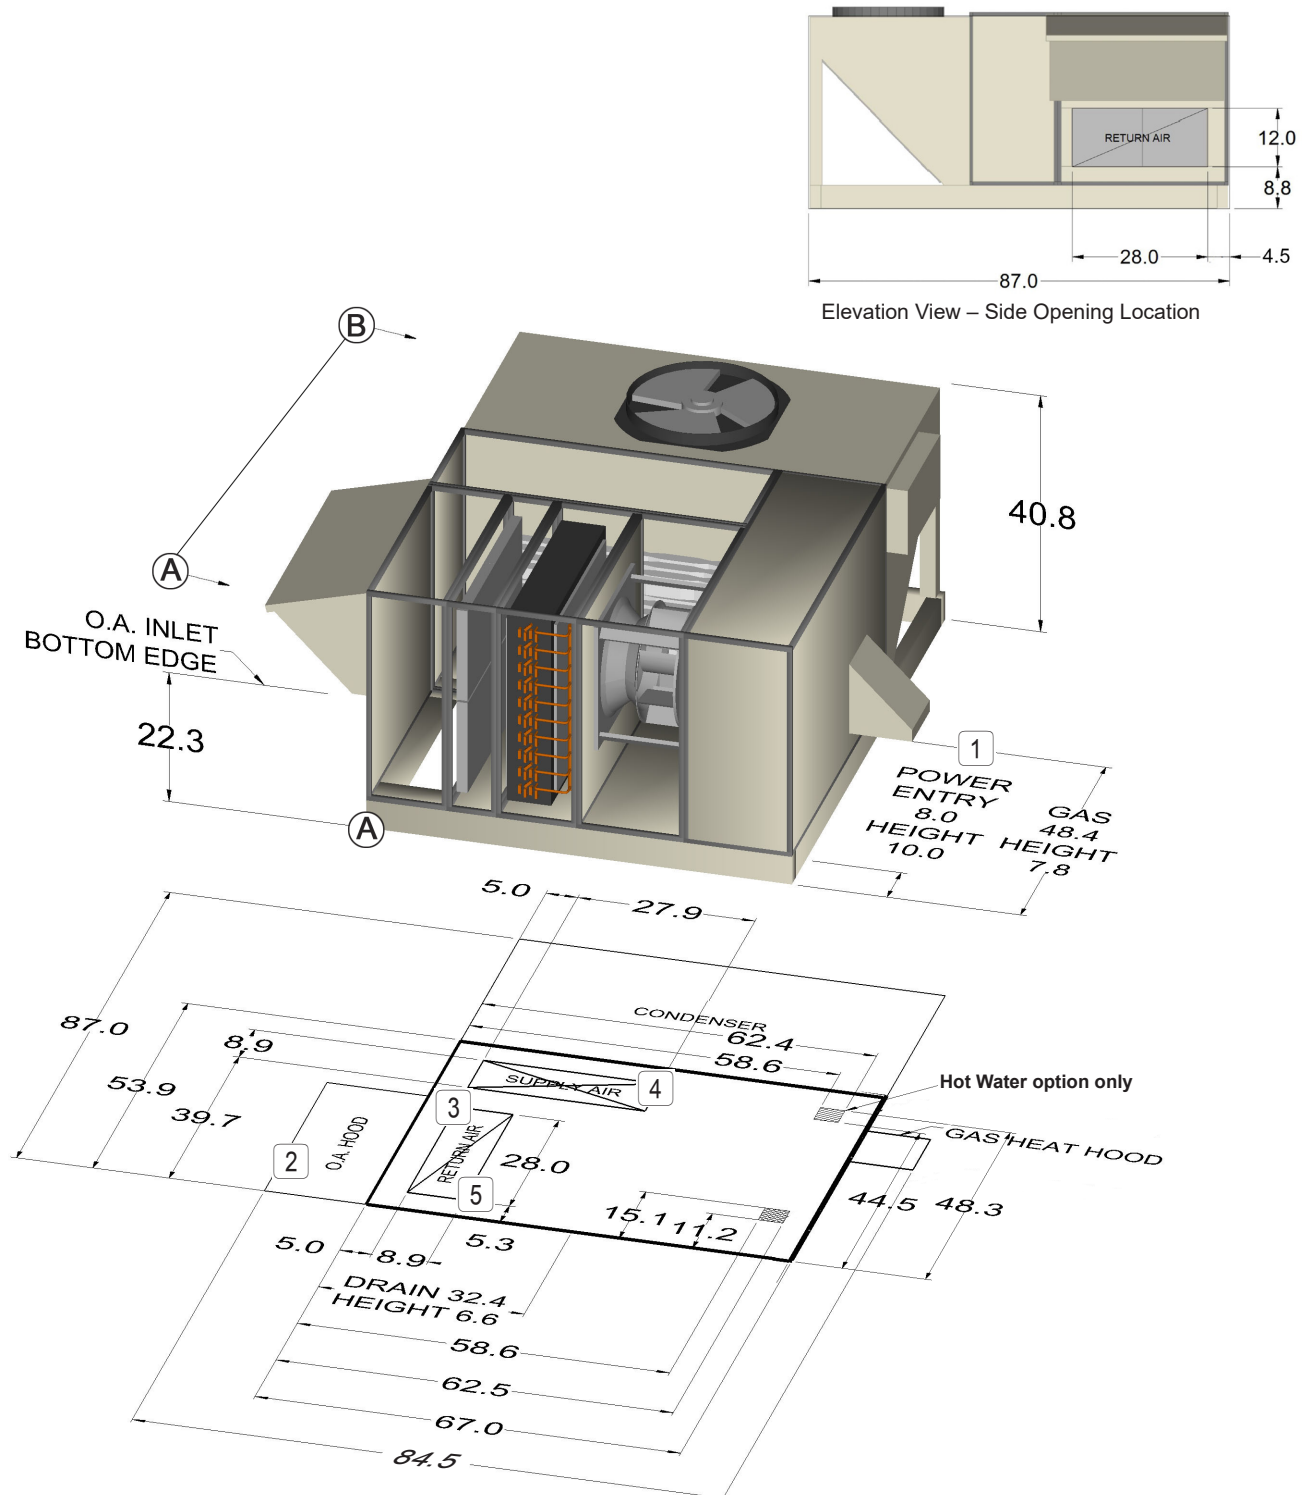 RETURN AIR
12.0
8.8
28.0
4.5
87.0
Elevation View – Side Opening Location
B
40.8
A
O.A. INLET
BOTTOM EDGE
22.3
1
POWER
ENTRY
8.0
HEIGHT
10.0
GAS
48.4
HEIGHT
7.8
A
5.0
27.9
87.0
CONDENSER
62.4
8.9
58.6
53.9
SUPPLY AIR
4
Hot Water option only
39.7
3
GAS HEAT HOOD
O.A. HOOD
RETURN AIR
2
28.0
5
44.5
48.3
15.1
11.2
5.0
8.9
5.3
DRAIN 32.4
HEIGHT 6.6
58.6
62.5
67.0
84.5